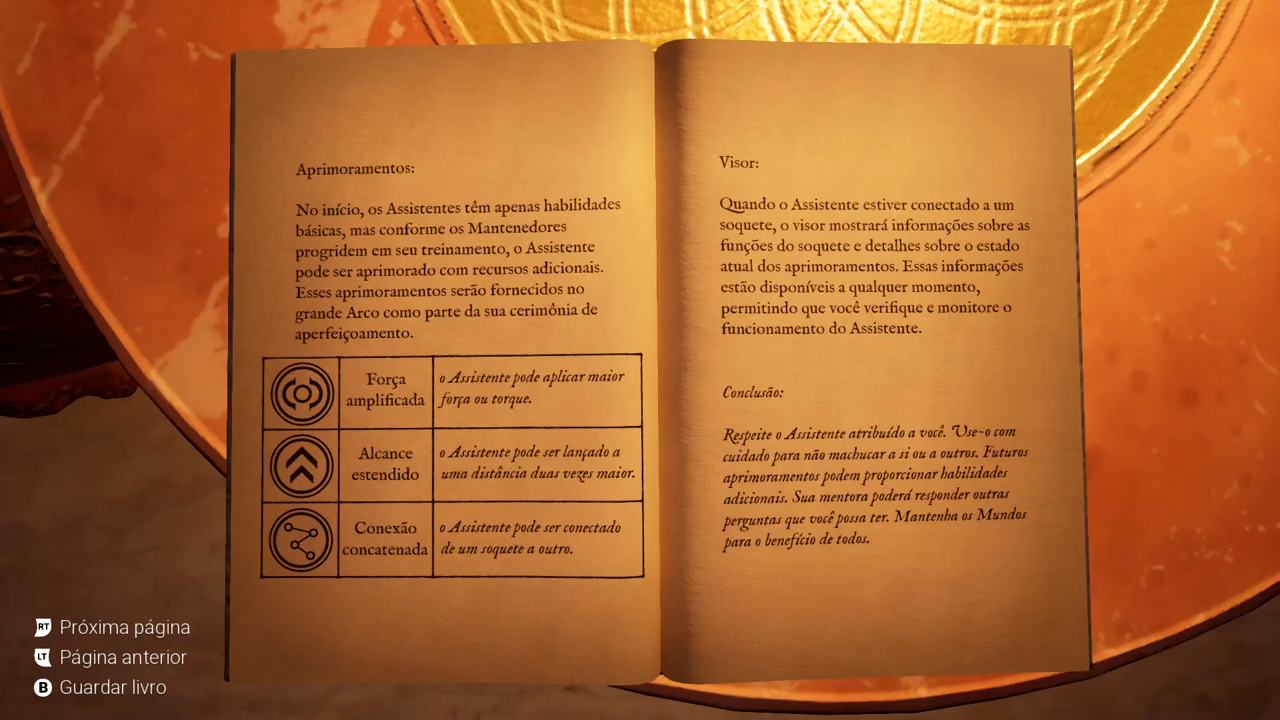 Aprimoramentos:
No início, os Assistentes têm apenas habilidades
básicas, mas conforme os Mantenedores
progridem em seu treinamento, o Assistente
pode ser aprimorado com recursos adicionais.
Esses aprimoramentos serão fornecidos no
grande Arco como parte da sua cerimônia de
aperfeiçoamento.
Força
amplificada
o Assistente pode aplicar maior
força ou torque.
Alcance
estendido
o Assistente pode ser lançado a
uma distância duas vezes maior.
Conexão
concatenada
o Assistente pode ser conectado
de um soquete a outro.
Visor:
Quando o Assistente estiver conectado a um
soquete, o visor mostrará informações sobre as
funções do soquete e detalhes sobre o estado
atual dos aprimoramentos. Essas informações
estão disponíveis a qualquer momento,
permitindo que você verifique e monitore o
funcionamento do Assistente.
Conclusão:
Respeite o Assistente atribuído a você. Use-o com
cuidado para não machucar a si ou a outros. Futuros
aprimoramentos podem proporcionar habilidades
adicionais. Sua mentora poderá responder outras
perguntas que você possa ter. Mantenha os Mundos
para o benefício de todos.
RT Próxima página
LT Página anterior
B Guardar livro